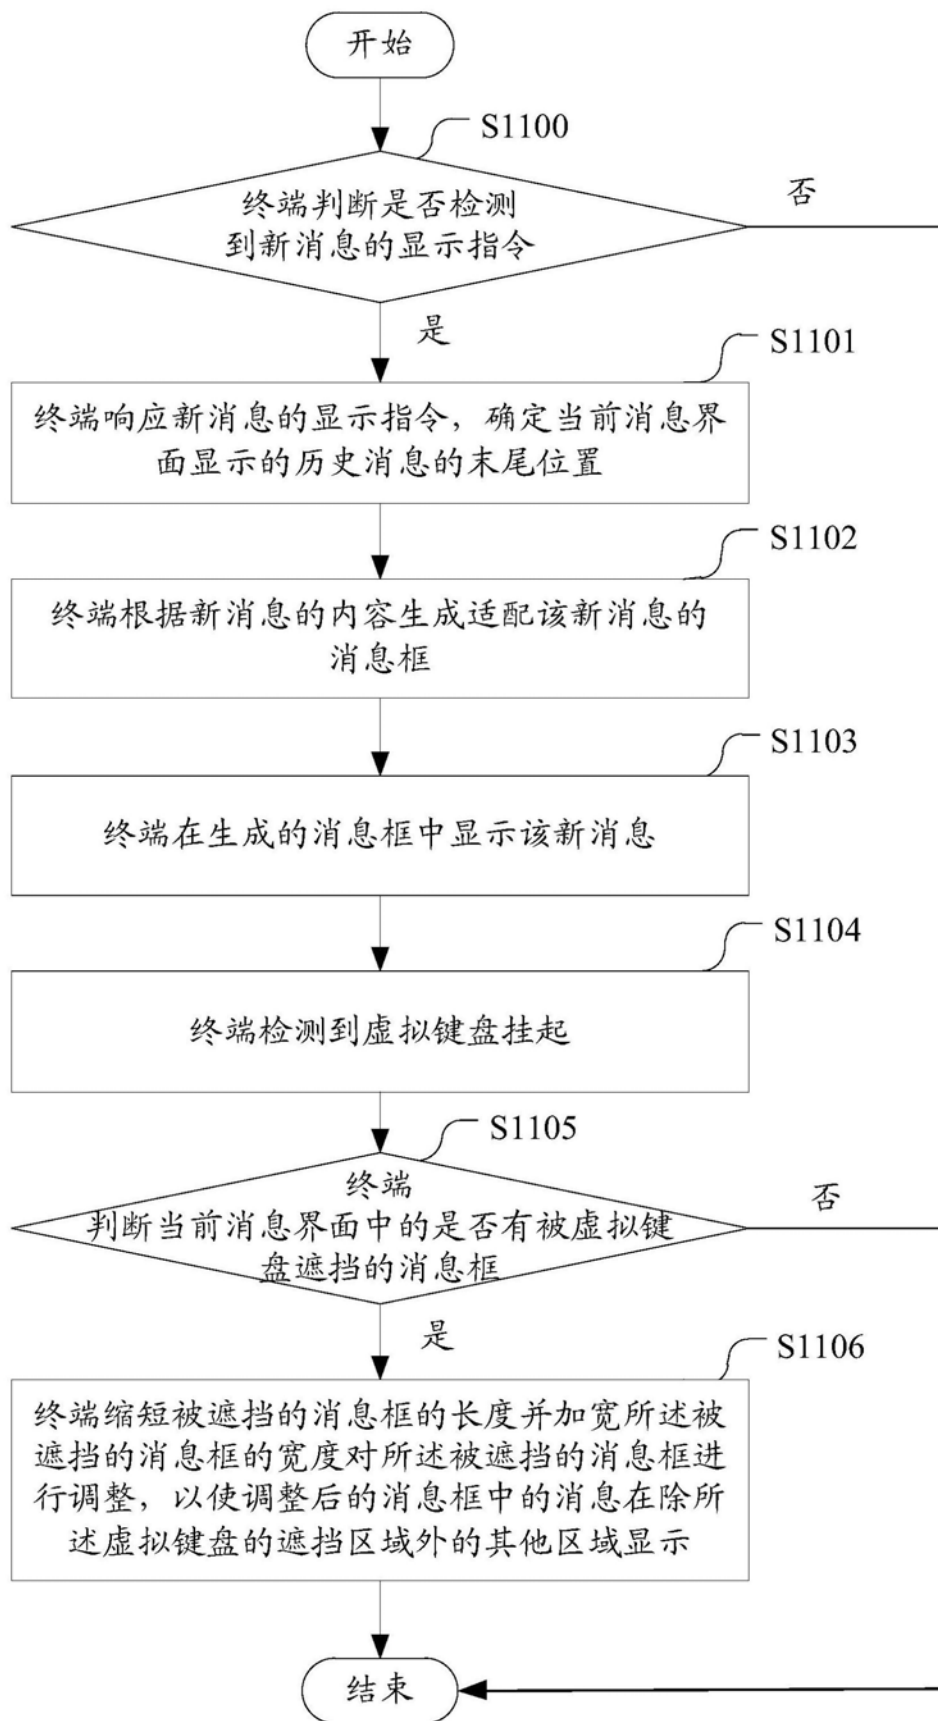 开始
S1100
终端判断是否检测
到新消息的显示指令
否
是
S1101
终端响应新消息的显示指令，确定当前消息界
面显示的历史消息的末尾位置
S1102
终端根据新消息的内容生成适配该新消息的
消息框
S1103
终端在生成的消息框中显示该新消息
S1104
终端检测到虚拟键盘挂起
S1105
终端
判断当前消息界面中的是否有被虚拟键
盘遮挡的消息框
否
是
S1106
终端缩短被遮挡的消息框的长度并加宽所述被
遮挡的消息框的宽度对所述被遮挡的消息框进
行调整，以使调整后的消息框中的消息在除所
述虚拟键盘的遮挡区域外的其他区域显示
结束